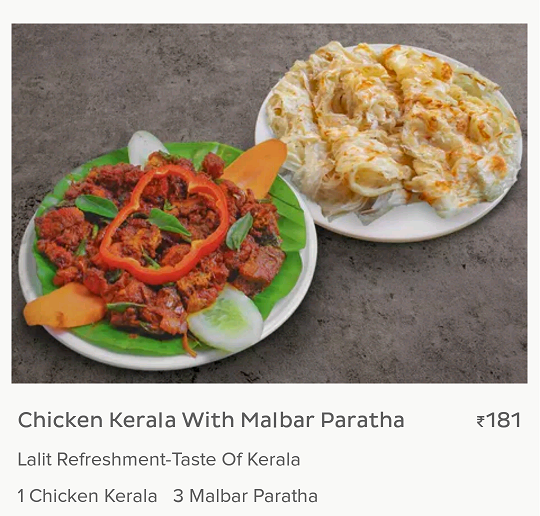 Chicken Kerala With Malbar Paratha ₹181
Lalit Refreshment-Taste Of Kerala
1 Chicken Kerala 3 Malbar Paratha